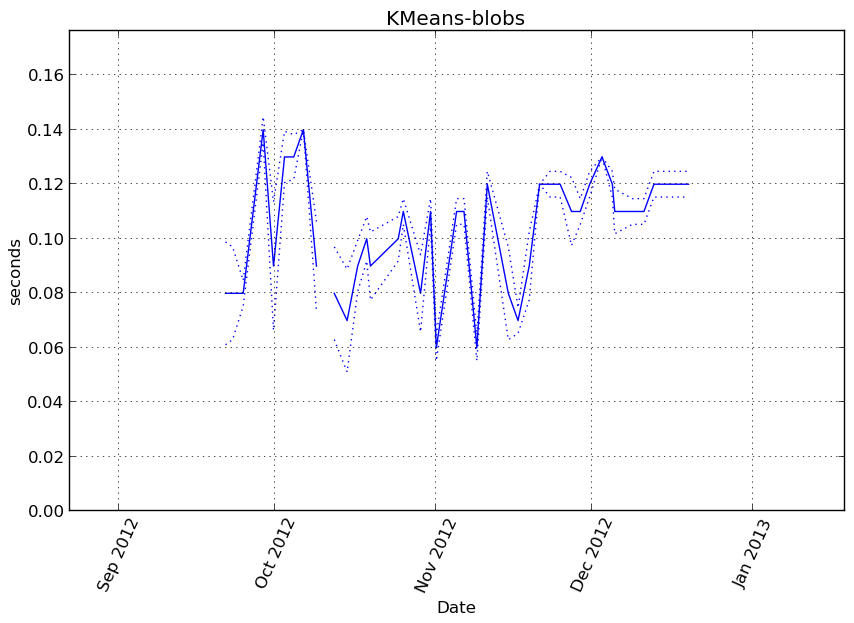 KMeans-blobs
0.16
0.14
0.12
0.10
0.08
0.06
0.04
0.02
0.00
seconds
Sep 2012
Oct 2012
Nov 2012
Dec 2012
Jan 2013
Date